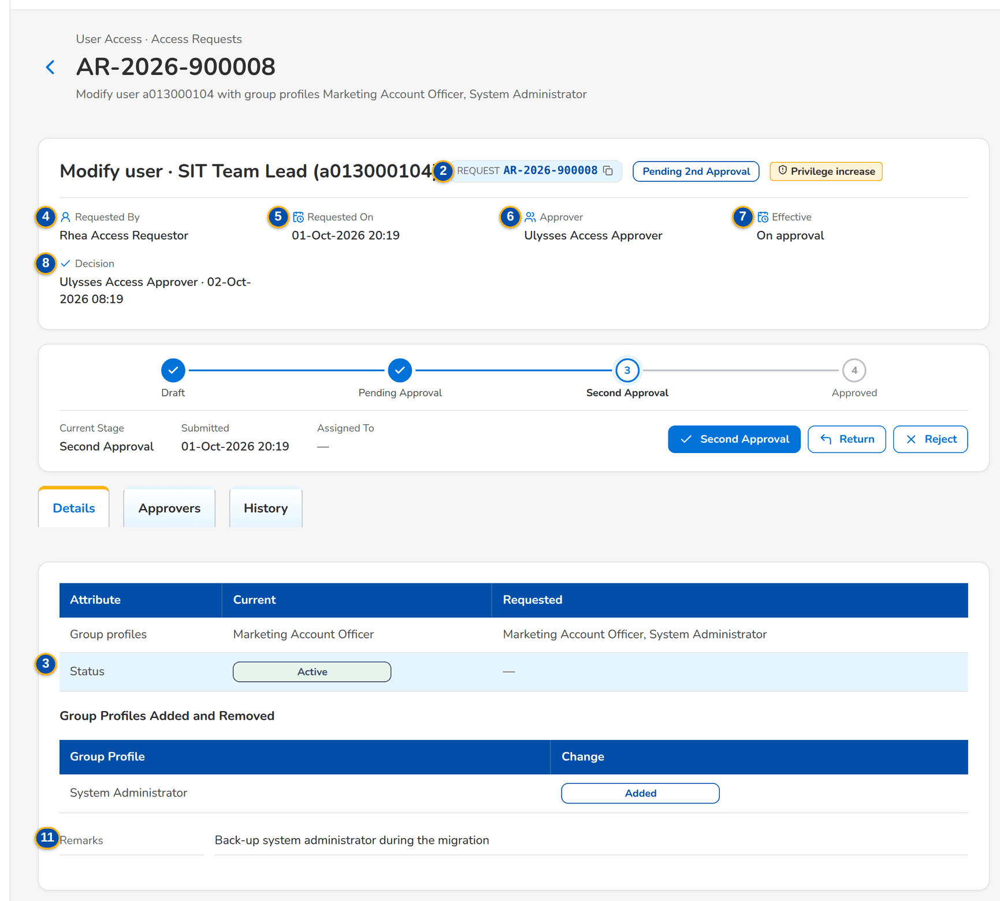 User Access · Access Requests
AR-2026-900008
Modify user a013000104 with group profiles Marketing Account Officer, System Administrator
Modify user · SIT Team Lead (a013000104)
2
REQUEST AR-2026-900008
Pending 2nd Approval
Privilege increase
4 Requested By
Rhea Access Requestor
5 Requested On
01-Oct-2026 20:19
6 Approver
Ulysses Access Approver
7 Effective
On approval
8 Decision
Ulysses Access Approver · 02-Oct-
2026 08:19
3
4
Draft
Pending Approval
Second Approval
Approved
Current Stage
Second Approval
Submitted
01-Oct-2026 20:19
Assigned To
—
Second Approval
Return
Reject
Details
Approvers
History
Attribute Current Requested
Group profiles Marketing Account Officer Marketing Account Officer, System Administrator
3 Status Active —
Group Profiles Added and Removed
Group Profile Change
System Administrator Added
11 Remarks Back-up system administrator during the migration